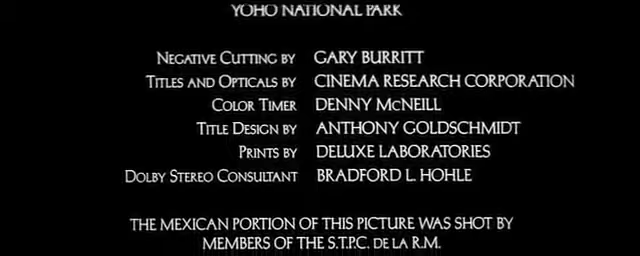 YOHO NATIONAL PARK
NEGATIVE CUTTING BY GARY BURRITT
TITLES AND OPTICALS BY CINEMA RESEARCH CORPORATION
COLOR TIMER DENNY McNEILL
TITLE DESIGN BY ANTHONY GOLDSCHMIDT
PRINTS BY DELUXE LABORATORIES
DOLBY STEREO CONSULTANT BRADFORD L. HOHLE
THE MEXICAN PORTION OF THIS PICTURE WAS SHOT BY
MEMBERS OF THE S.T.P.C. DE LA R.M.